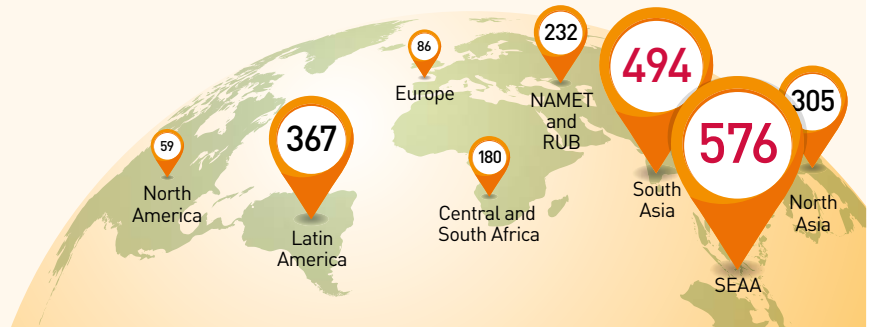 59
North
America
367
Latin
America
86
Europe
180
Central and
South Africa
232
NAMET
and
RUB
494
South
Asia
576
SEAA
305
North
Asia